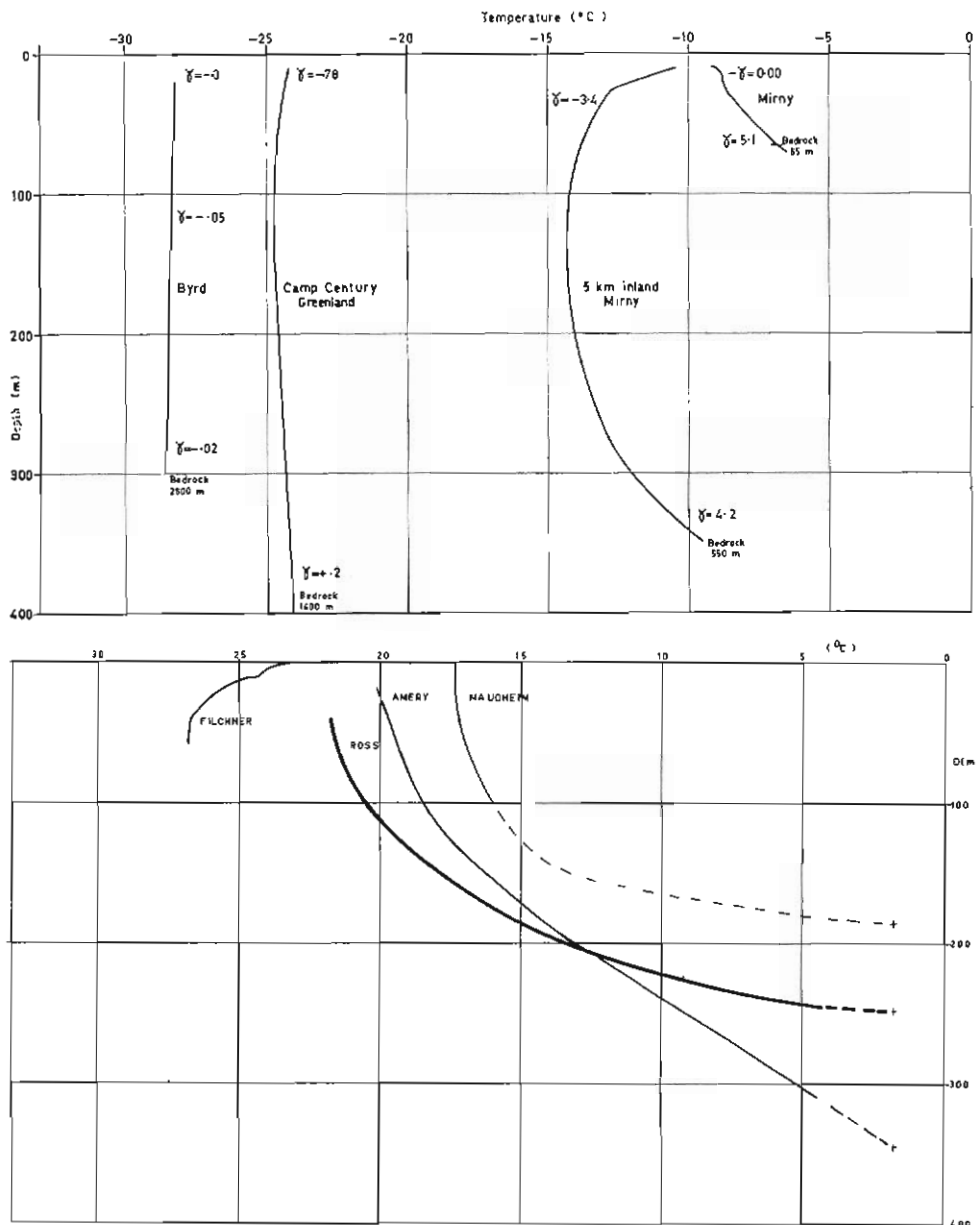 Temperature (°C)
-30 -25 -20 -15 -10 -5 0
0
ɣ=-·3
ɣ=-·78
ɣ=-3·4
-ɣ=0·00
Mirny
ɣ=5·1
Bedrock
65 m
100
ɣ=-·05
Byrd
Camp Century
Greenland
5 km inland
Mirny
200
Depth (m)
ɣ=-·02
300
Bedrock
2500 m
ɣ=4·2
Bedrock
550 m
ɣ=+·2
Bedrock
1400 m
400
30 25 20 15 10 5 (°C) 0
FILCHNER
ROSS
AMERY
MAUDHEIM
D(m
100
200
300
400